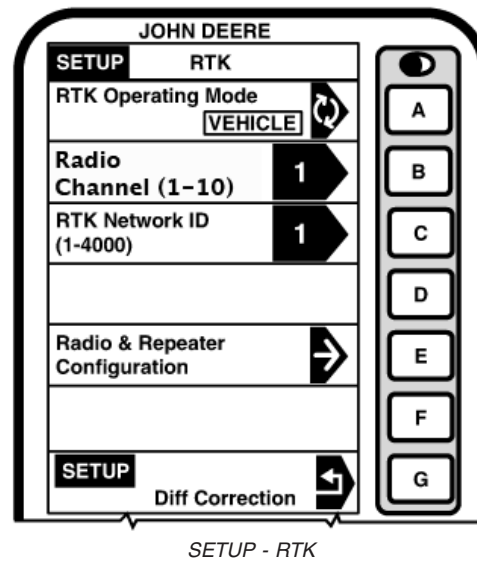 JOHN DEERE
SETUP RTK
RTK Operating Mode
VEHICLE
A
Radio
Channel (1–10)
1
B
RTK Network ID
(1-4000)
1
C
D
Radio & Repeater
Configuration
E
F
SETUP
Diff Correction
G
SETUP - RTK